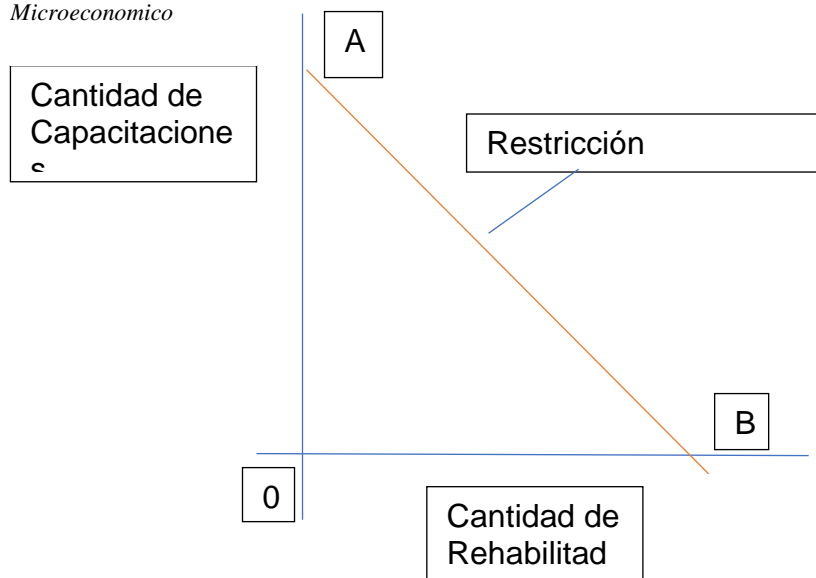 Microeconomico
A
Cantidad de
Capacitacione
s
Restricción
B
0
Cantidad de
Rehabilitad